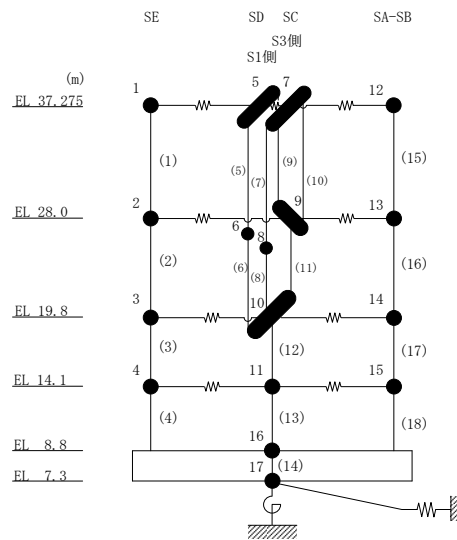 SE SD SC SA-SB
S3側
S1側
(m)
1 5 7 12
EL 37.275
(1) (5) (7) (9) (10) (15)
2 9 13
EL 28.0
6 8
(2) (6) (8) (11) (16)
3 10 14
EL 19.8
(3) (12) (17)
4 11 15
EL 14.1
(4) (13) (18)
16
EL 8.8
17 (14)
EL 7.3